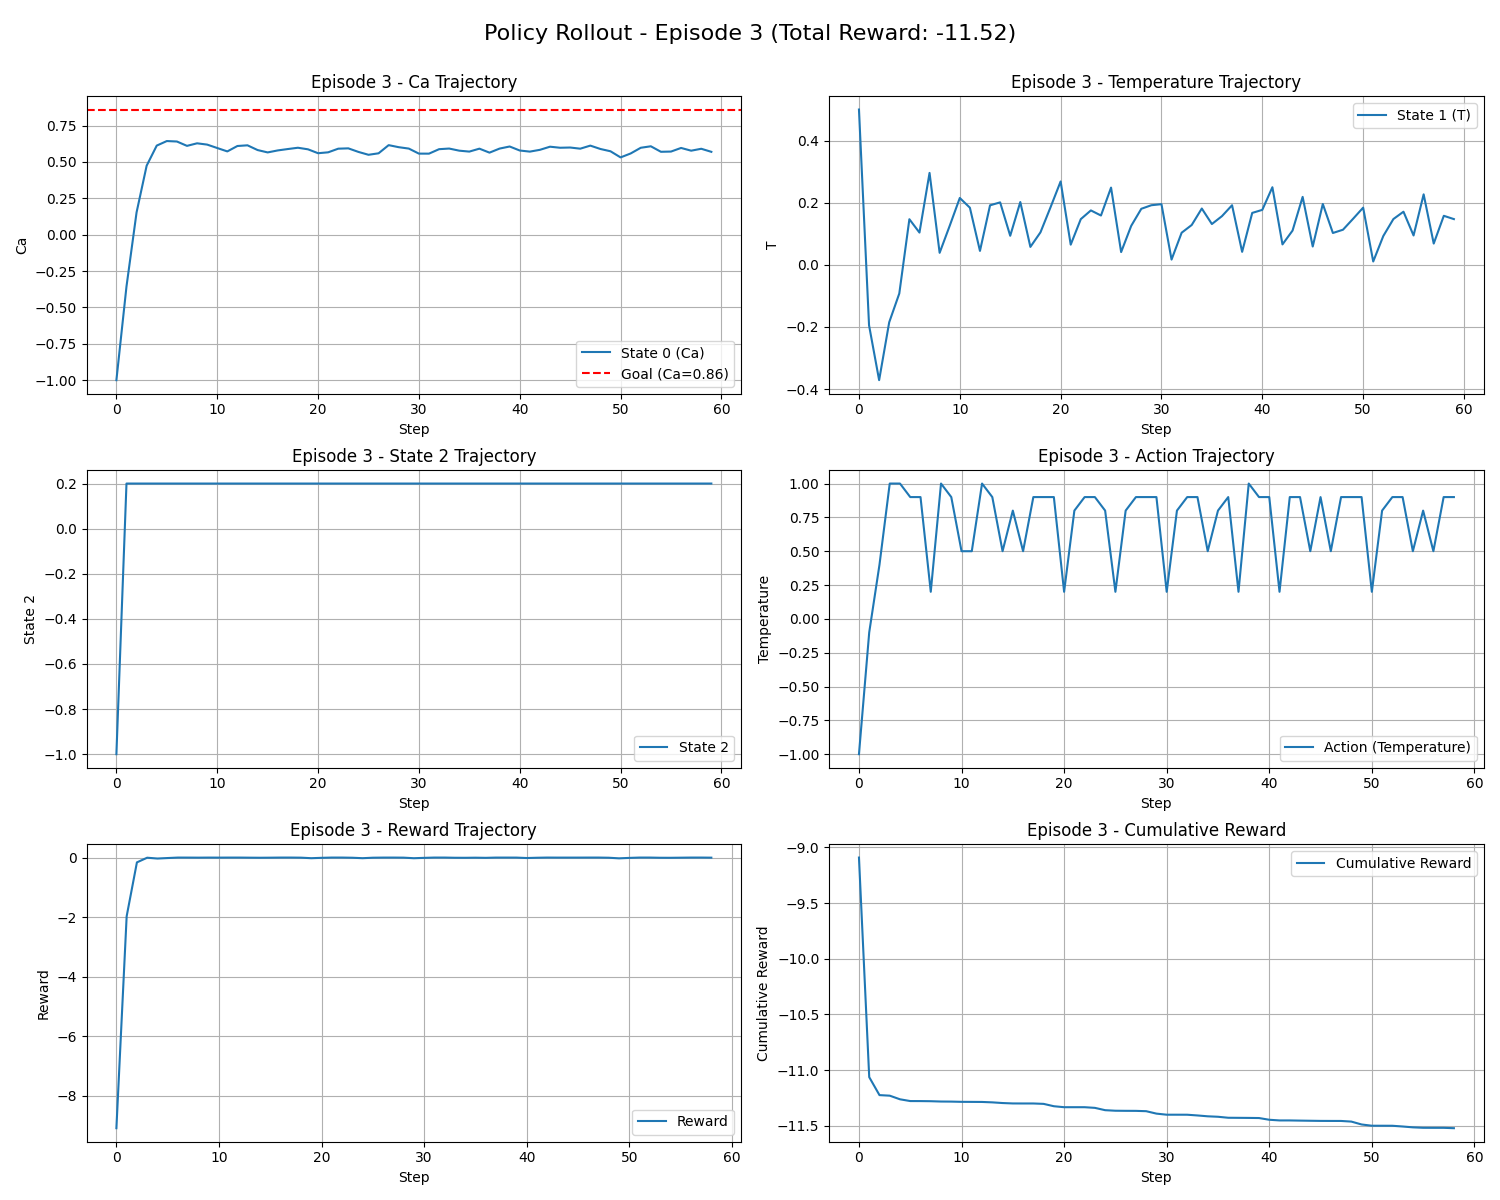 Policy Rollout - Episode 3 (Total Reward: -11.52)
Episode 3 - Ca Trajectory
Ca
0.75
0.50
0.25
0.00
−0.25
−0.50
−0.75
−1.00
State 0 (Ca)
Goal (Ca=0.86)
0 10 20 30 40 50 60
Step
Episode 3 - Temperature Trajectory
T
0.4
0.2
0.0
−0.2
−0.4
State 1 (T)
0 10 20 30 40 50 60
Step
Episode 3 - State 2 Trajectory
State 2
0.2
0.0
−0.2
−0.4
−0.6
−0.8
−1.0
State 2
0 10 20 30 40 50 60
Step
Episode 3 - Action Trajectory
Temperature
1.00
0.75
0.50
0.25
0.00
−0.25
−0.50
−0.75
−1.00
Action (Temperature)
0 10 20 30 40 50 60
Step
Episode 3 - Reward Trajectory
Reward
0
−2
−4
−6
−8
Reward
0 10 20 30 40 50 60
Step
Episode 3 - Cumulative Reward
Cumulative Reward
−9.0
−9.5
−10.0
−10.5
−11.0
−11.5
Cumulative Reward
0 10 20 30 40 50 60
Step